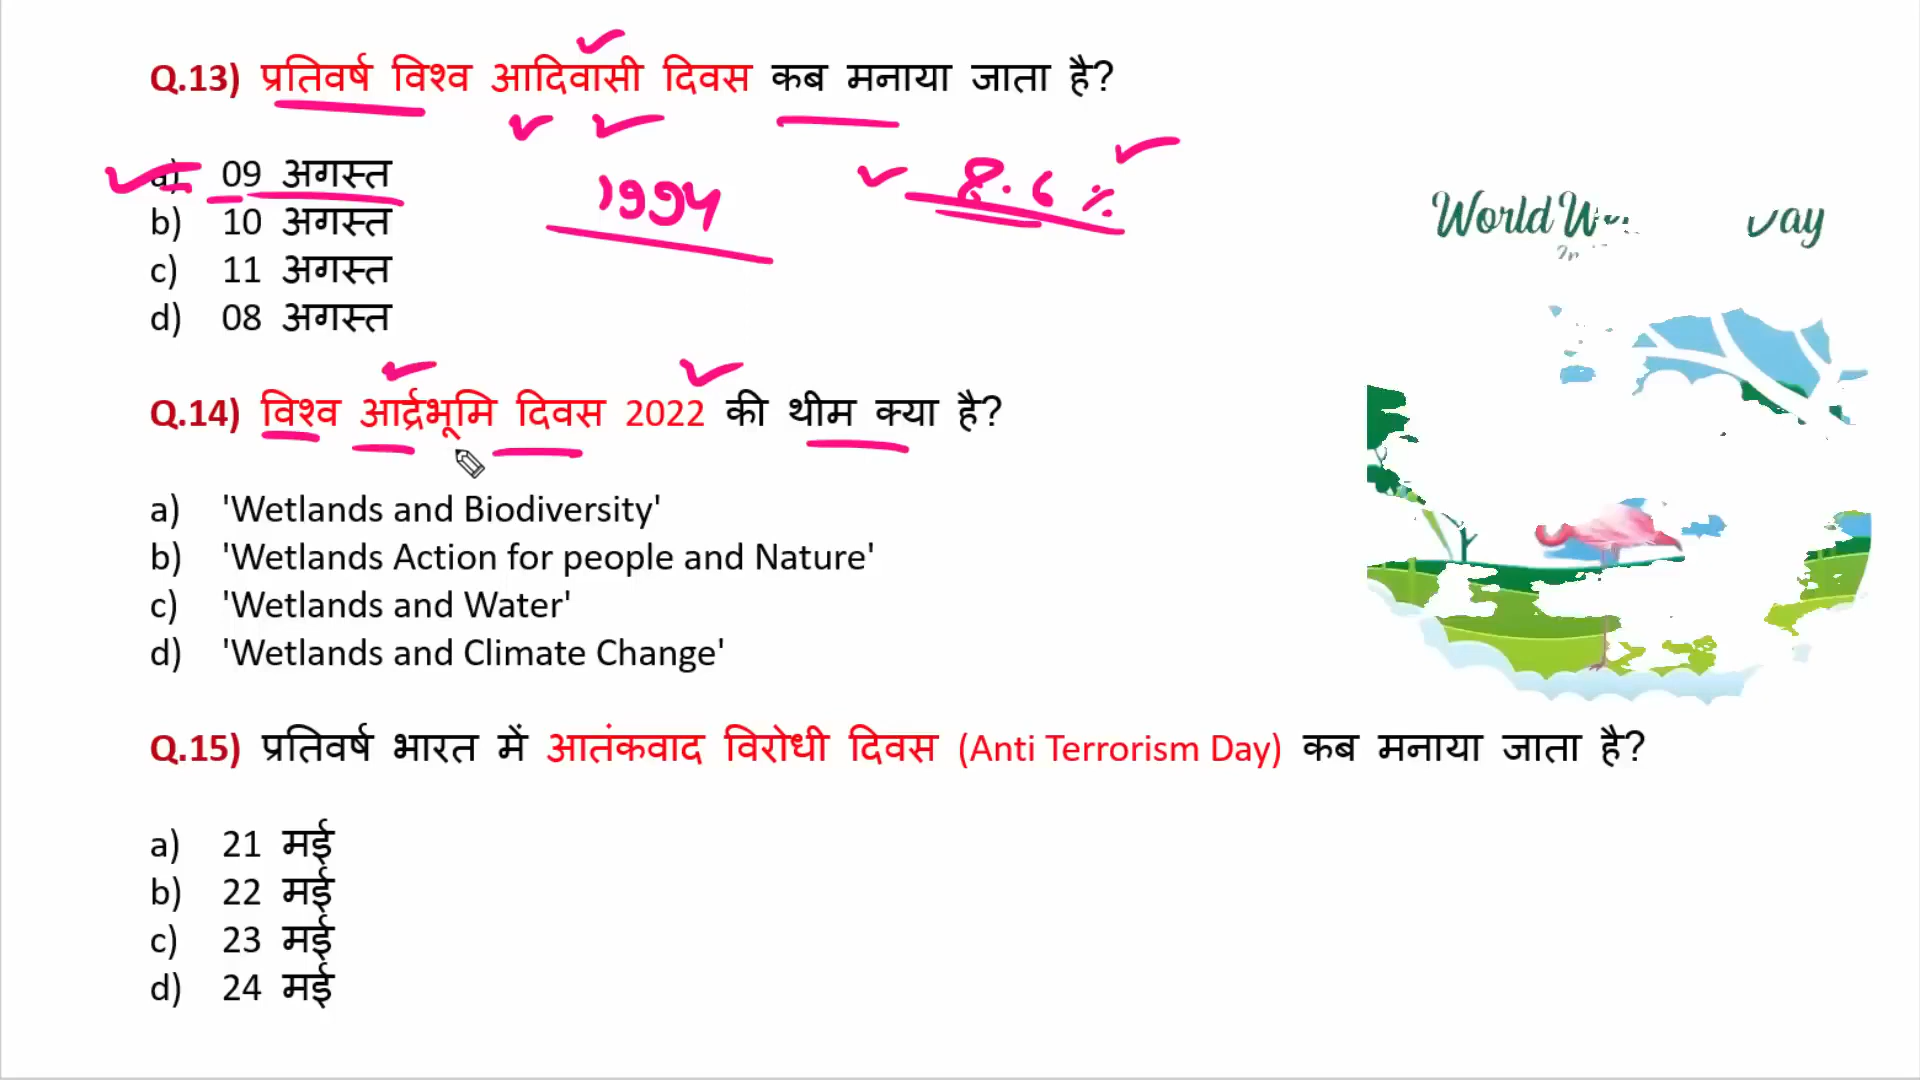 Q.13) प्रतिवर्ष विश्व आदिवासी दिवस कब मनाया जाता है?
a) 09 अगस्त
1994
8.6 %
b) 10 अगस्त
c) 11 अगस्त
d) 08 अगस्त
World
Day
Q.14) विश्व आर्द्रभूमि दिवस 2022 की थीम क्या है?
a) 'Wetlands and Biodiversity'
b) 'Wetlands Action for people and Nature'
c) 'Wetlands and Water'
d) 'Wetlands and Climate Change'
Q.15) प्रतिवर्ष भारत में आतंकवाद विरोधी दिवस (Anti Terrorism Day) कब मनाया जाता है?
a) 21 मई
b) 22 मई
c) 23 मई
d) 24 मई